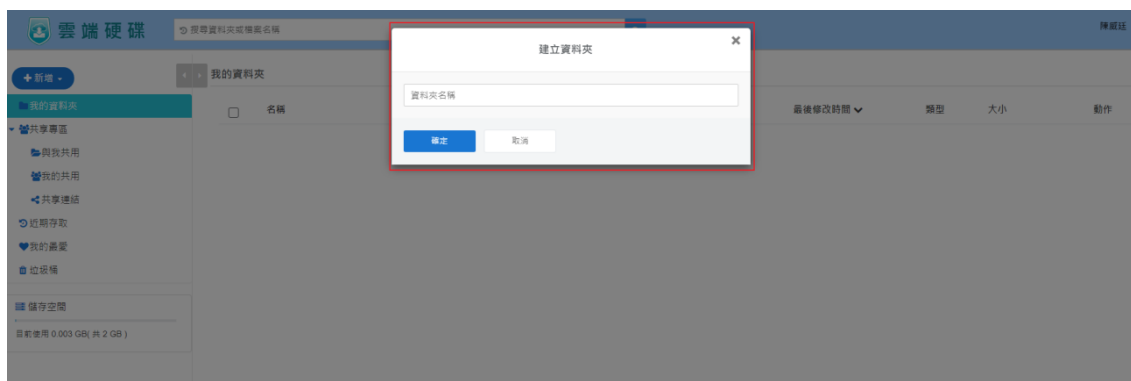 雲端硬碟
搜尋資料夾或檔案名稱
陳威廷
建立資料夾
資料夾名稱
確定
取消
新增
我的資料夾
共享專區
與我共用
我的共用
共享連結
近期存取
我的最愛
垃圾桶
儲存空間
目前使用 0.003 GB( 共 2 GB )
我的資料夾
名稱
最後修改時間
類型
大小
動作